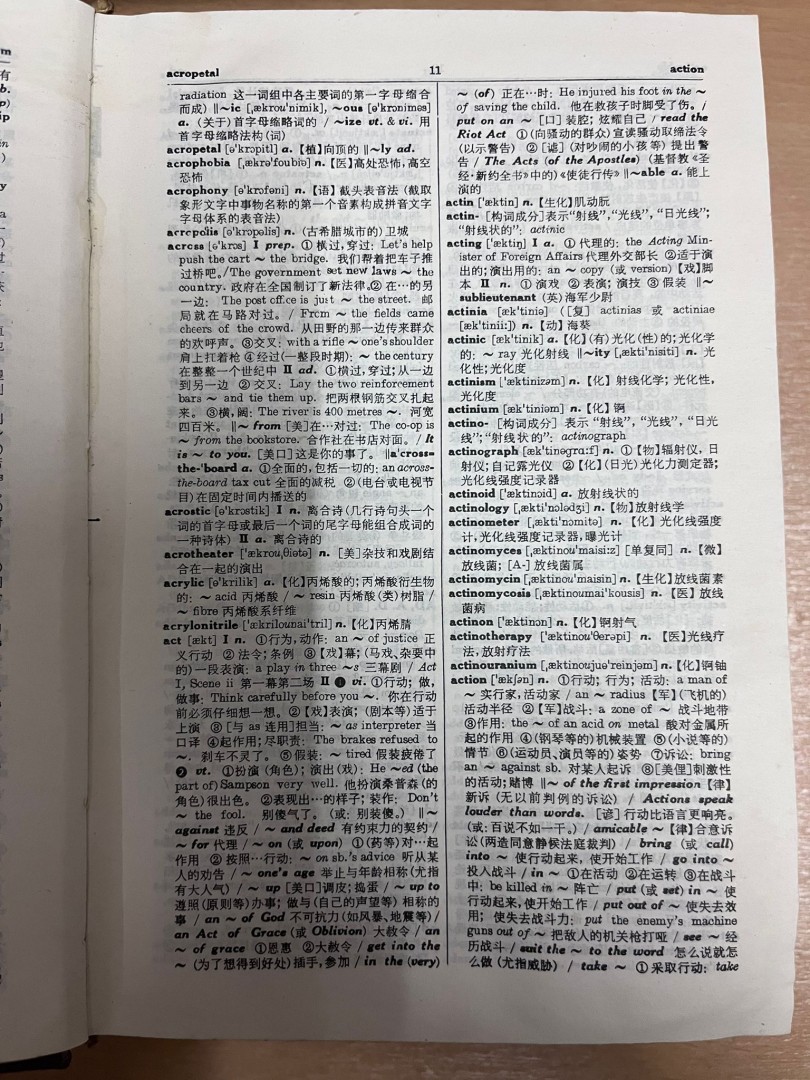 acropetal
11
action
radiation 这一词组中各主要词的第一字母缩合
而成) ‖~ic [ˌækrou'nimik], ~ous [ə'krɔniməs]
a. (关于)首字母缩略词的 / ~ize vt. & vi. 用
首字母缩略法构(词)
acropetal [ə'krɔpitl] a. 【植】向顶的 ‖~ly ad.
acrophobia [ˌækrə'foubiə] n. 【医】高处恐怖, 高空
恐怖
acrophony [ə'krɔfəni] n. 【语】截头表音法 (截取
象形文字中事物名称的第一个音素构成拼音文字
字母体系的表音法)
acropolis [ə'krɔpəlis] n. (古希腊城市的) 卫城
across [ə'krɔs] I prep. ① 横过, 穿过: Let's help
push the cart ~ the bridge. 我们帮着把车子推
过桥吧。/The government set new laws ~ the
country. 政府在全国制订了新法律。② 在…的另
一边: The post office is just ~ the street. 邮
局就在马路对过。/ From ~ the fields came
cheers of the crowd. 从田野的那一边传来群众
的欢呼声。③交叉: with a rifle ~ one's shoulder
肩上扛着枪 ④经过(一整段时期): ~ the century
在整整一个世纪中 II ad. ①横过, 穿过; 从一边
到另一边 ②交叉: Lay the two reinforcement
bars ~ and tie them up. 把两根钢筋交叉扎起
来。 ③横, 阔: The river is 400 metres ~. 河宽
四百米。 ‖~ from [美]在…对过: The co-op is
~ from the bookstore. 合作社在书店对面。/ It
is ~ to you. [美口]这是你的事了。 ‖a'cross-
the-'board a. ①全面的, 包括一切的: an across-
the-board tax cut 全面的减税 ②(电台或电视节
目)在固定时间内播送的
acrostic [ə'krɔstik] I n. 离合诗(几行诗句头一个
词的首字母或最后一个词的尾字母能组合成词的
一种诗体) II a. 离合诗的
acrotheater ['ækrouˌθiətə] n. [美]杂技和戏剧结
合在一起的演出
acrylic [ə'krilik] a. 【化】丙烯酸的; 丙烯酸衍生物
的: ~ acid 丙烯酸 / ~ resin 丙烯酸(类)树脂 /
~ fibre 丙烯酸系纤维
acrylonitrile [ˌækrilounai'tril] n. 【化】丙烯腈
act [ækt] I n. ①行为, 动作: an ~ of justice 正
义行动 ②法令; 条例 ③【戏】幕; (马戏、杂要中
的)一段表演: a play in three ~s 三幕剧 / Act
I, Scene ii 第一幕第二场 II ❶ vi. ①行动; 做,
做事: Think carefully before you ~. 你在行动
前必须仔细想一想。②【戏】表演; (剧本等)适于
上演 ③[与 as 连用]担当: ~ as interpreter 当
口译 ④起作用; 尽职责: The brakes refused to
~. 刹车不灵了。 ⑤假装: ~ tired 假装疲倦了
❷ vt. ①扮演(角色); 演出(戏): He ~ed (the
part of) Sampson very well. 他扮演桑普森(的
角色)很出色。 ②表现出…的样子; 装作: Don't
~ the fool. 别傻气了。(或: 别装傻。) ‖~
against 违反 / ~ and deed 有约束力的契约 /
~ for 代理 / ~ on (或 upon) ①(药等)对…起
作用 ②按照…行动: ~ on sb.'s advice 听从某
人的劝告 / ~ one's age 举止与年龄相称(尤指
有大人气) / ~ up [美口]调皮; 捣蛋 / ~ up to
遵照(原则等)办事; 做与(自己的声望等)相称的
事 / an ~ of God 不可抗力(如风暴、地震等) /
an Act of Grace (或 Oblivion) 大赦令 / an
~ of grace ①恩惠 ②大赦令 / get into the
~ (为了想得到好处)插手, 参加 / in the (very)
~ (of) 正在…时: He injured his foot in the ~
of saving the child. 他在救孩子时脚受了伤。/
put on an ~ [口]装腔; 炫耀自己 / read the
Riot Act ①(向骚动的群众)宣读骚动取缔法令
(以示警告) ②[谑](对吵闹的小孩等)提出警
告 / The Acts (of the Apostles) (基督教《圣
经·新约全书》中的)《使徒行传》 ‖~able a. 能上
演的
actin ['æktin] n. 【生化】肌动朊
actin- [构词成分]表示“射线”, “光线”, “日光线”;
“射线状的”: actinic
acting ['æktiŋ] I a. ①代理的: the Acting Min-
ister of Foreign Affairs 代理外交部长 ②适于演
出的; 演出用的: an ~ copy (或 version)【戏】脚
本 II n. ①演戏 ②表演; 演技 ③假装 ‖~
sublieutenant (英)海军少尉
actinia [æk'tiniə] ([复] actinias 或 actiniae
[æk'tiniiː]) n. 【动】海葵
actinic [æk'tinik] a. 【化】(有)光化(性)的; 光化学
的: ~ ray 光化射线 ‖~ity [ˌækti'nisiti] n. 光
化性; 光化度
actinism ['æktinizəm] n. 【化】射线化学; 光化性,
光化度
actinium [æk'tiniəm] n. 【化】锕
actino- [构词成分] 表示“射线”, “光线”, “日光
线”; “射线状的”: actinograph
actinograph [æk'tinəgrɑːf] n. ①【物】辐射仪, 日
射仪; 自记露光仪 ②【化】(日光)光化力测定器;
光化线强度记录器
actinoid ['æktinɔid] a. 放射线状的
actinology [ˌækti'nɔlədʒi] n. 【物】放射线学
actinometer [ˌækti'nɔmitə] n. 【化】光化线强度
计, 光化线强度记录器, 曝光计
actinomyces [ˌæktinou'maisiːz] [单复同] n. 【微】
放线菌; [A-] 放线菌属
actinomycin [ˌæktinou'maisin] n. 【生化】放线菌素
actinomycosis [ˌæktinoumai'kousis] n. 【医】放线
菌病
actinon ['æktinɔn] n. 【化】锕射气
actinotherapy ['æktinou'θerəpi] n. 【医】光线疗
法, 放射疗法
actinouranium [ˌæktinoujuə'reinjəm] n. 【化】锕铀
action ['ækʃən] n. ①行动; 行为; 活动: a man of
~ 实行家, 活动家 / an ~ radius 【军】(飞机的)
活动半径 ②【军】战斗: a zone of ~ 战斗地带
③作用: the ~ of an acid on metal 酸对金属所
起的作用 ④(钢琴等的)机械装置 ⑤(小说等的)
情节 ⑥(运动员、演员等的)姿势 ⑦诉讼: bring
an ~ against sb. 对某人起诉 ⑧[美俚]刺激性
的活动; 赌博 ‖~ of the first impression【律】
新诉 (无以前判例的诉讼) / Actions speak
louder than words. [谚]行动比语言更响亮。
(或: 百说不如一干。) / amicable ~ 【律】合意诉
讼(两造同意静候法庭裁判) / bring (或 call)
into ~ 使行动起来, 使开始工作 / go into ~
投入战斗 / in ~ ①在活动 ②在运转 ③在战斗
中: be killed in ~ 阵亡 / put (或 set) in ~ 使
行动起来, 使开始工作 / put out of ~ 使失去效
用; 使失去战斗力: put the enemy's machine
guns out of ~ 把敌人的机关枪打哑 / see ~ 经
历战斗 / suit the ~ to the word 怎么说就怎
么做 (尤指威胁) / take ~ ①采取行动: take